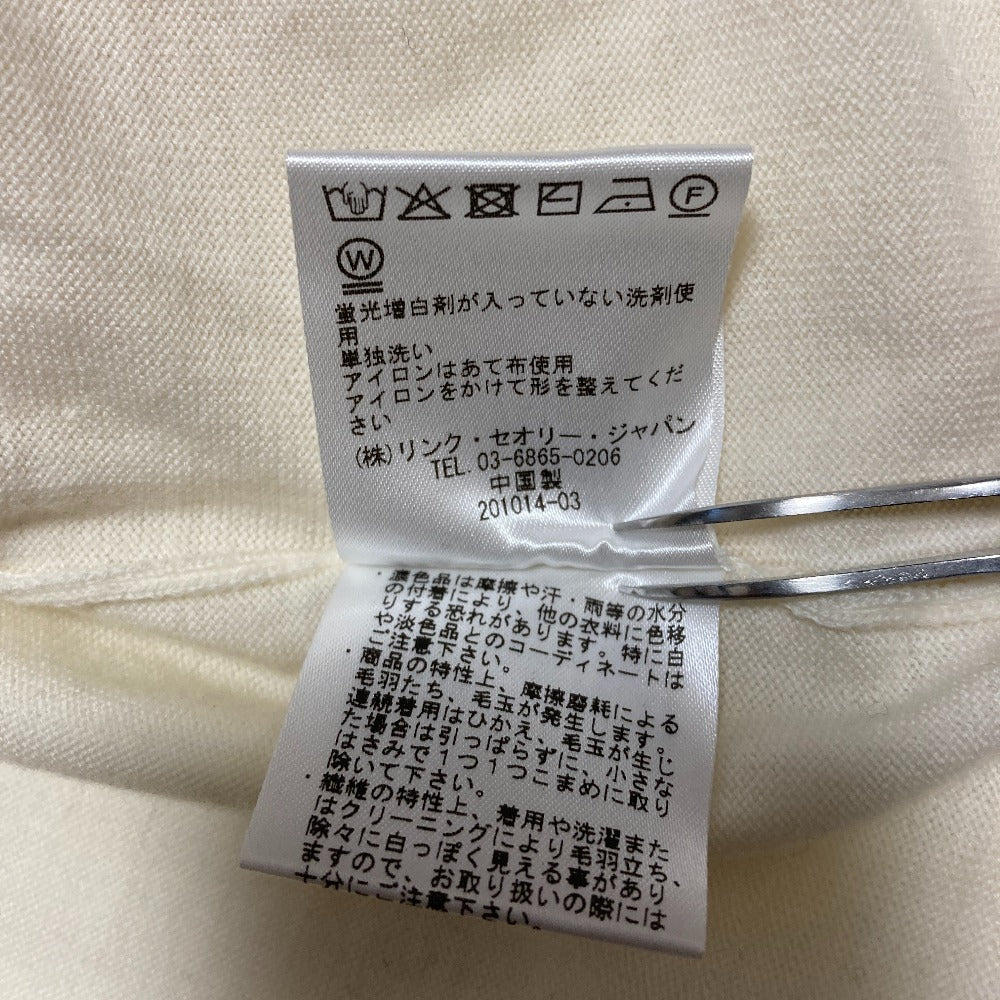 F
W
蛍光増白剤が入っていない洗剤使
用
単独洗い
アイロンはあて布使用
アイロンをかけて形を整えてくだ
さい
(株)リンク・セオリー・ジャパン
TEL. 03-6865-0206
中国製
201014-03
・濃色品は摩擦や汗・雨等の水分
の付着により、他の衣料に色移
りする恐れがあります。特に白
や淡色品とのコーディネートは
ご注意下さい。
・商品の特性上、摩擦磨耗による
毛羽たち、毛玉が発生します。
連続着用はひかえ、毛玉が生じ
た場合は引っぱらずに、小さな
はさみで1つ1つこまめに取り
除いて下さい。
・繊維の特性上、着用や洗濯また
はクリーニングにより毛羽立ち、
除々に白っぽく見える事があり
ますので、お取り扱いの際には
十分にご注意下さい。